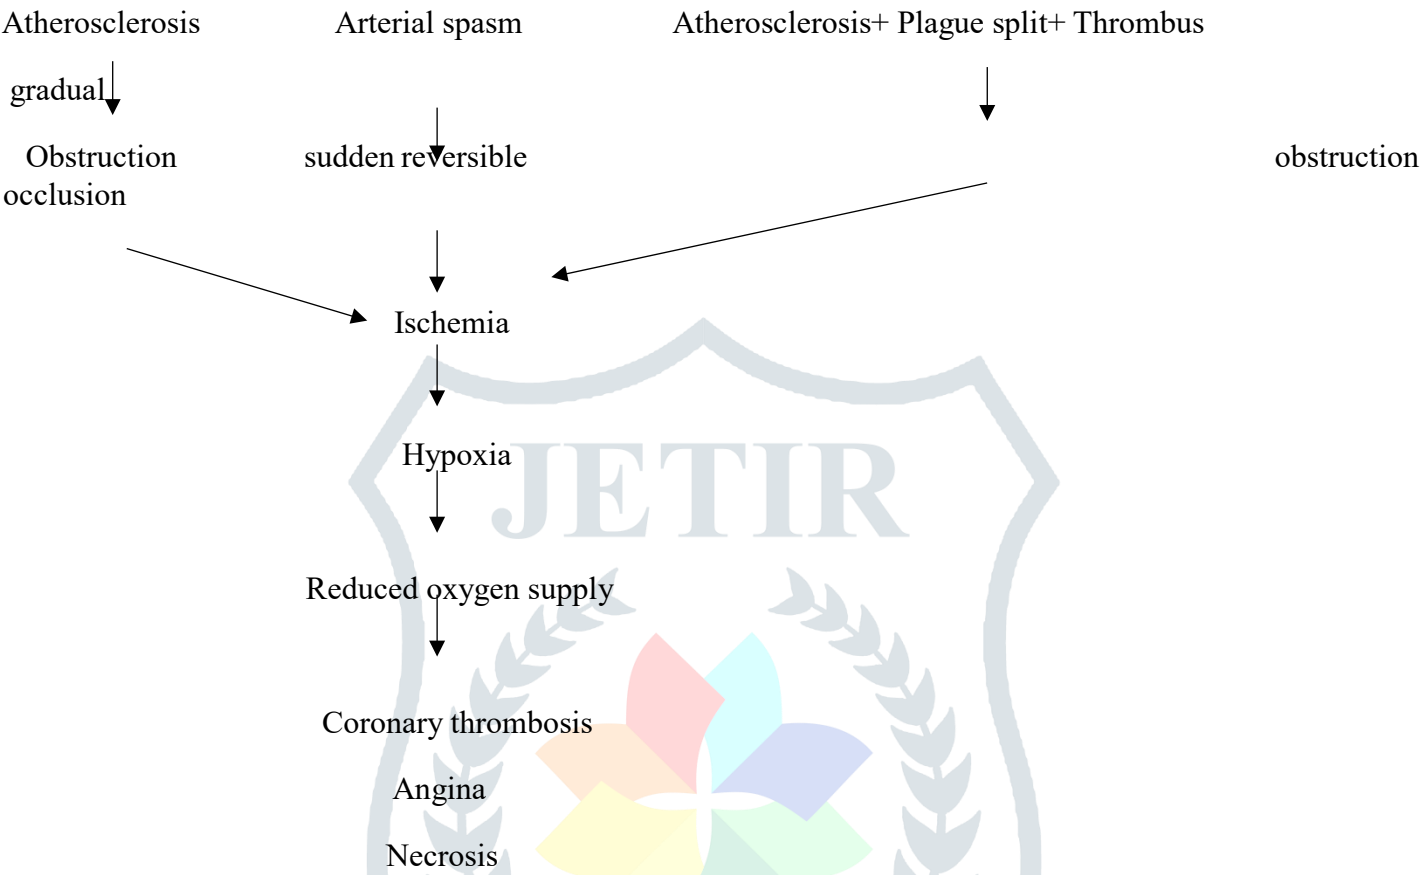 Atherosclerosis Arterial spasm Atherosclerosis+ Plague split+ Thrombus
gradual
Obstruction sudden reversible obstruction
occlusion
Ischemia
Hypoxia
JETIR
Reduced oxygen supply
Coronary thrombosis
Angina
Necrosis